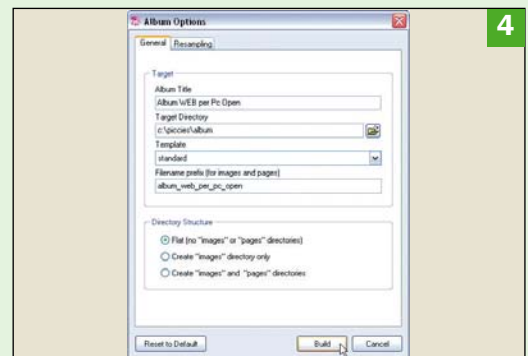 4
Album Options
General Resampling
Target
Album Title
Album WEB per Pc Open
Target Directory
c:\piccies\album
Template
standard
Filename prefix (for images and pages)
album_web_per_pc_open
Directory Structure
Flat (no "images" or "pages" directories)
Create "images" directory only
Create "images" and "pages" directories
Reset to Default Build Cancel